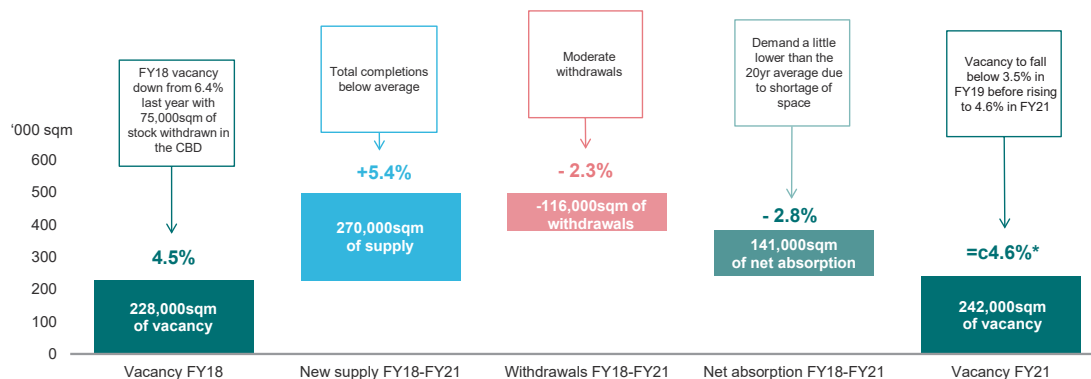 FY18 vacancy
down from 6.4%
last year with
75,000sqm of
stock withdrawn in
the CBD
Total completions
below average
Moderate
withdrawals
Demand a little
lower than the
20yr average due
to shortage of
space
Vacancy to fall
below 3.5% in
FY19 before rising
to 4.6% in FY21
‘000 sqm
600
500
400
300
200
100
0
4.5%
228,000sqm
of vacancy
+5.4%
270,000sqm
of supply
- 2.3%
-116,000sqm of
withdrawals
- 2.8%
141,000sqm
of net absorption
=c4.6%*
242,000sqm
of vacancy
Vacancy FY18
New supply FY18-FY21
Withdrawals FY18-FY21
Net absorption FY18-FY21
Vacancy FY21